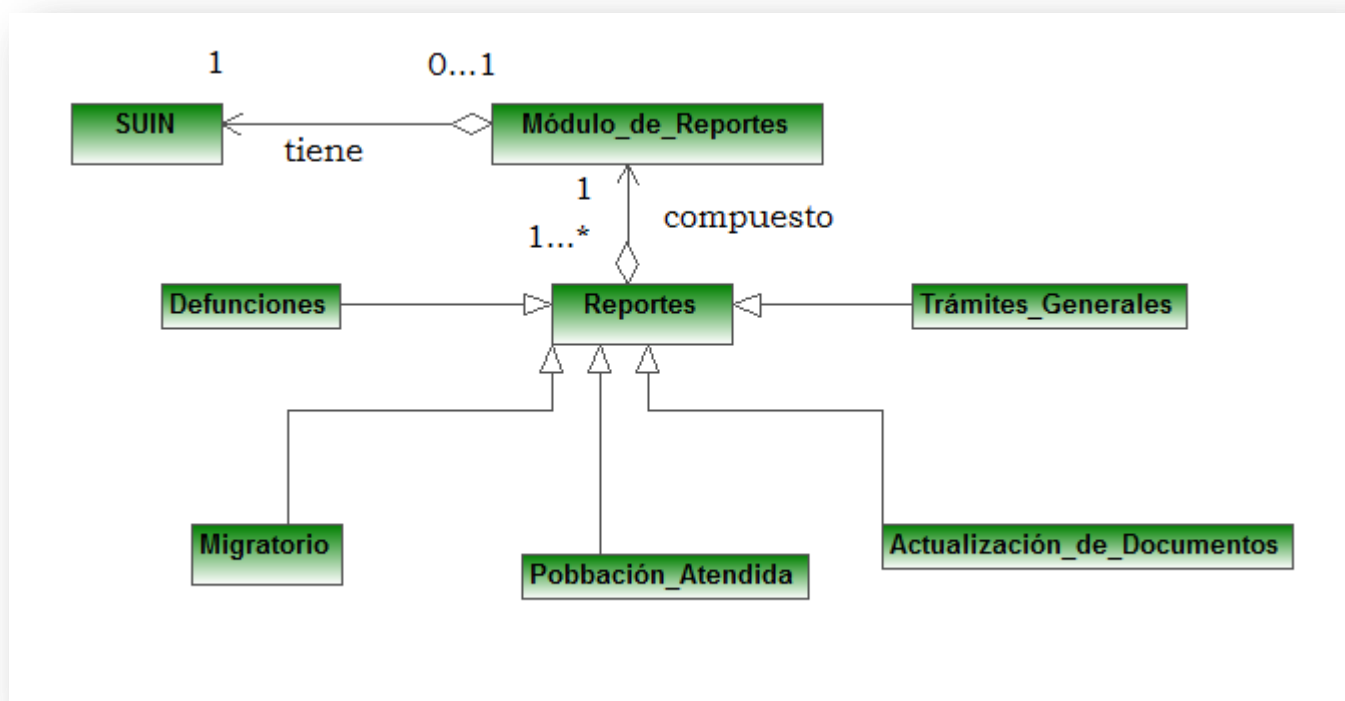 1
0...1
SUIN
Módulo_de_Reportes
tiene
1
compuesto
1...*
Defunciones
Reportes
Trámites_Generales
Migratorio
Pobbación_Atendida
Actualización_de_Documentos